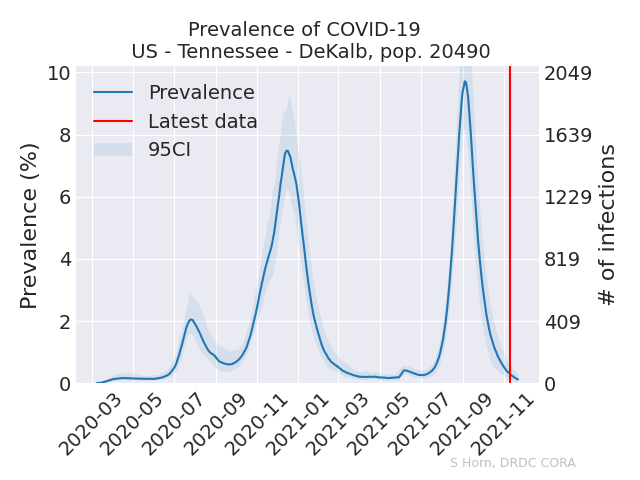 Prevalence of COVID-19
US - Tennessee - DeKalb, pop. 20490
Prevalence (%)
10
8
6
4
2
0
Prevalence
Latest data
95CI
2049
1639
1229
819
409
0
# of infections
2020-03
2020-05
2020-07
2020-09
2020-11
2021-01
2021-03
2021-05
2021-07
2021-09
2021-11
S Horn, DRDC CORA